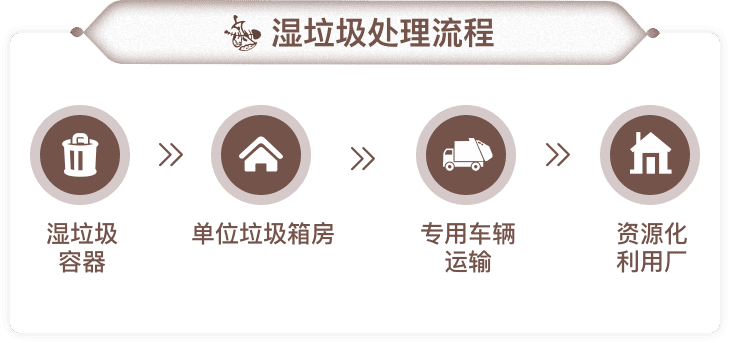 湿垃圾处理流程
湿垃圾
容器
单位垃圾箱房
专用车辆
运输
资源化
利用厂